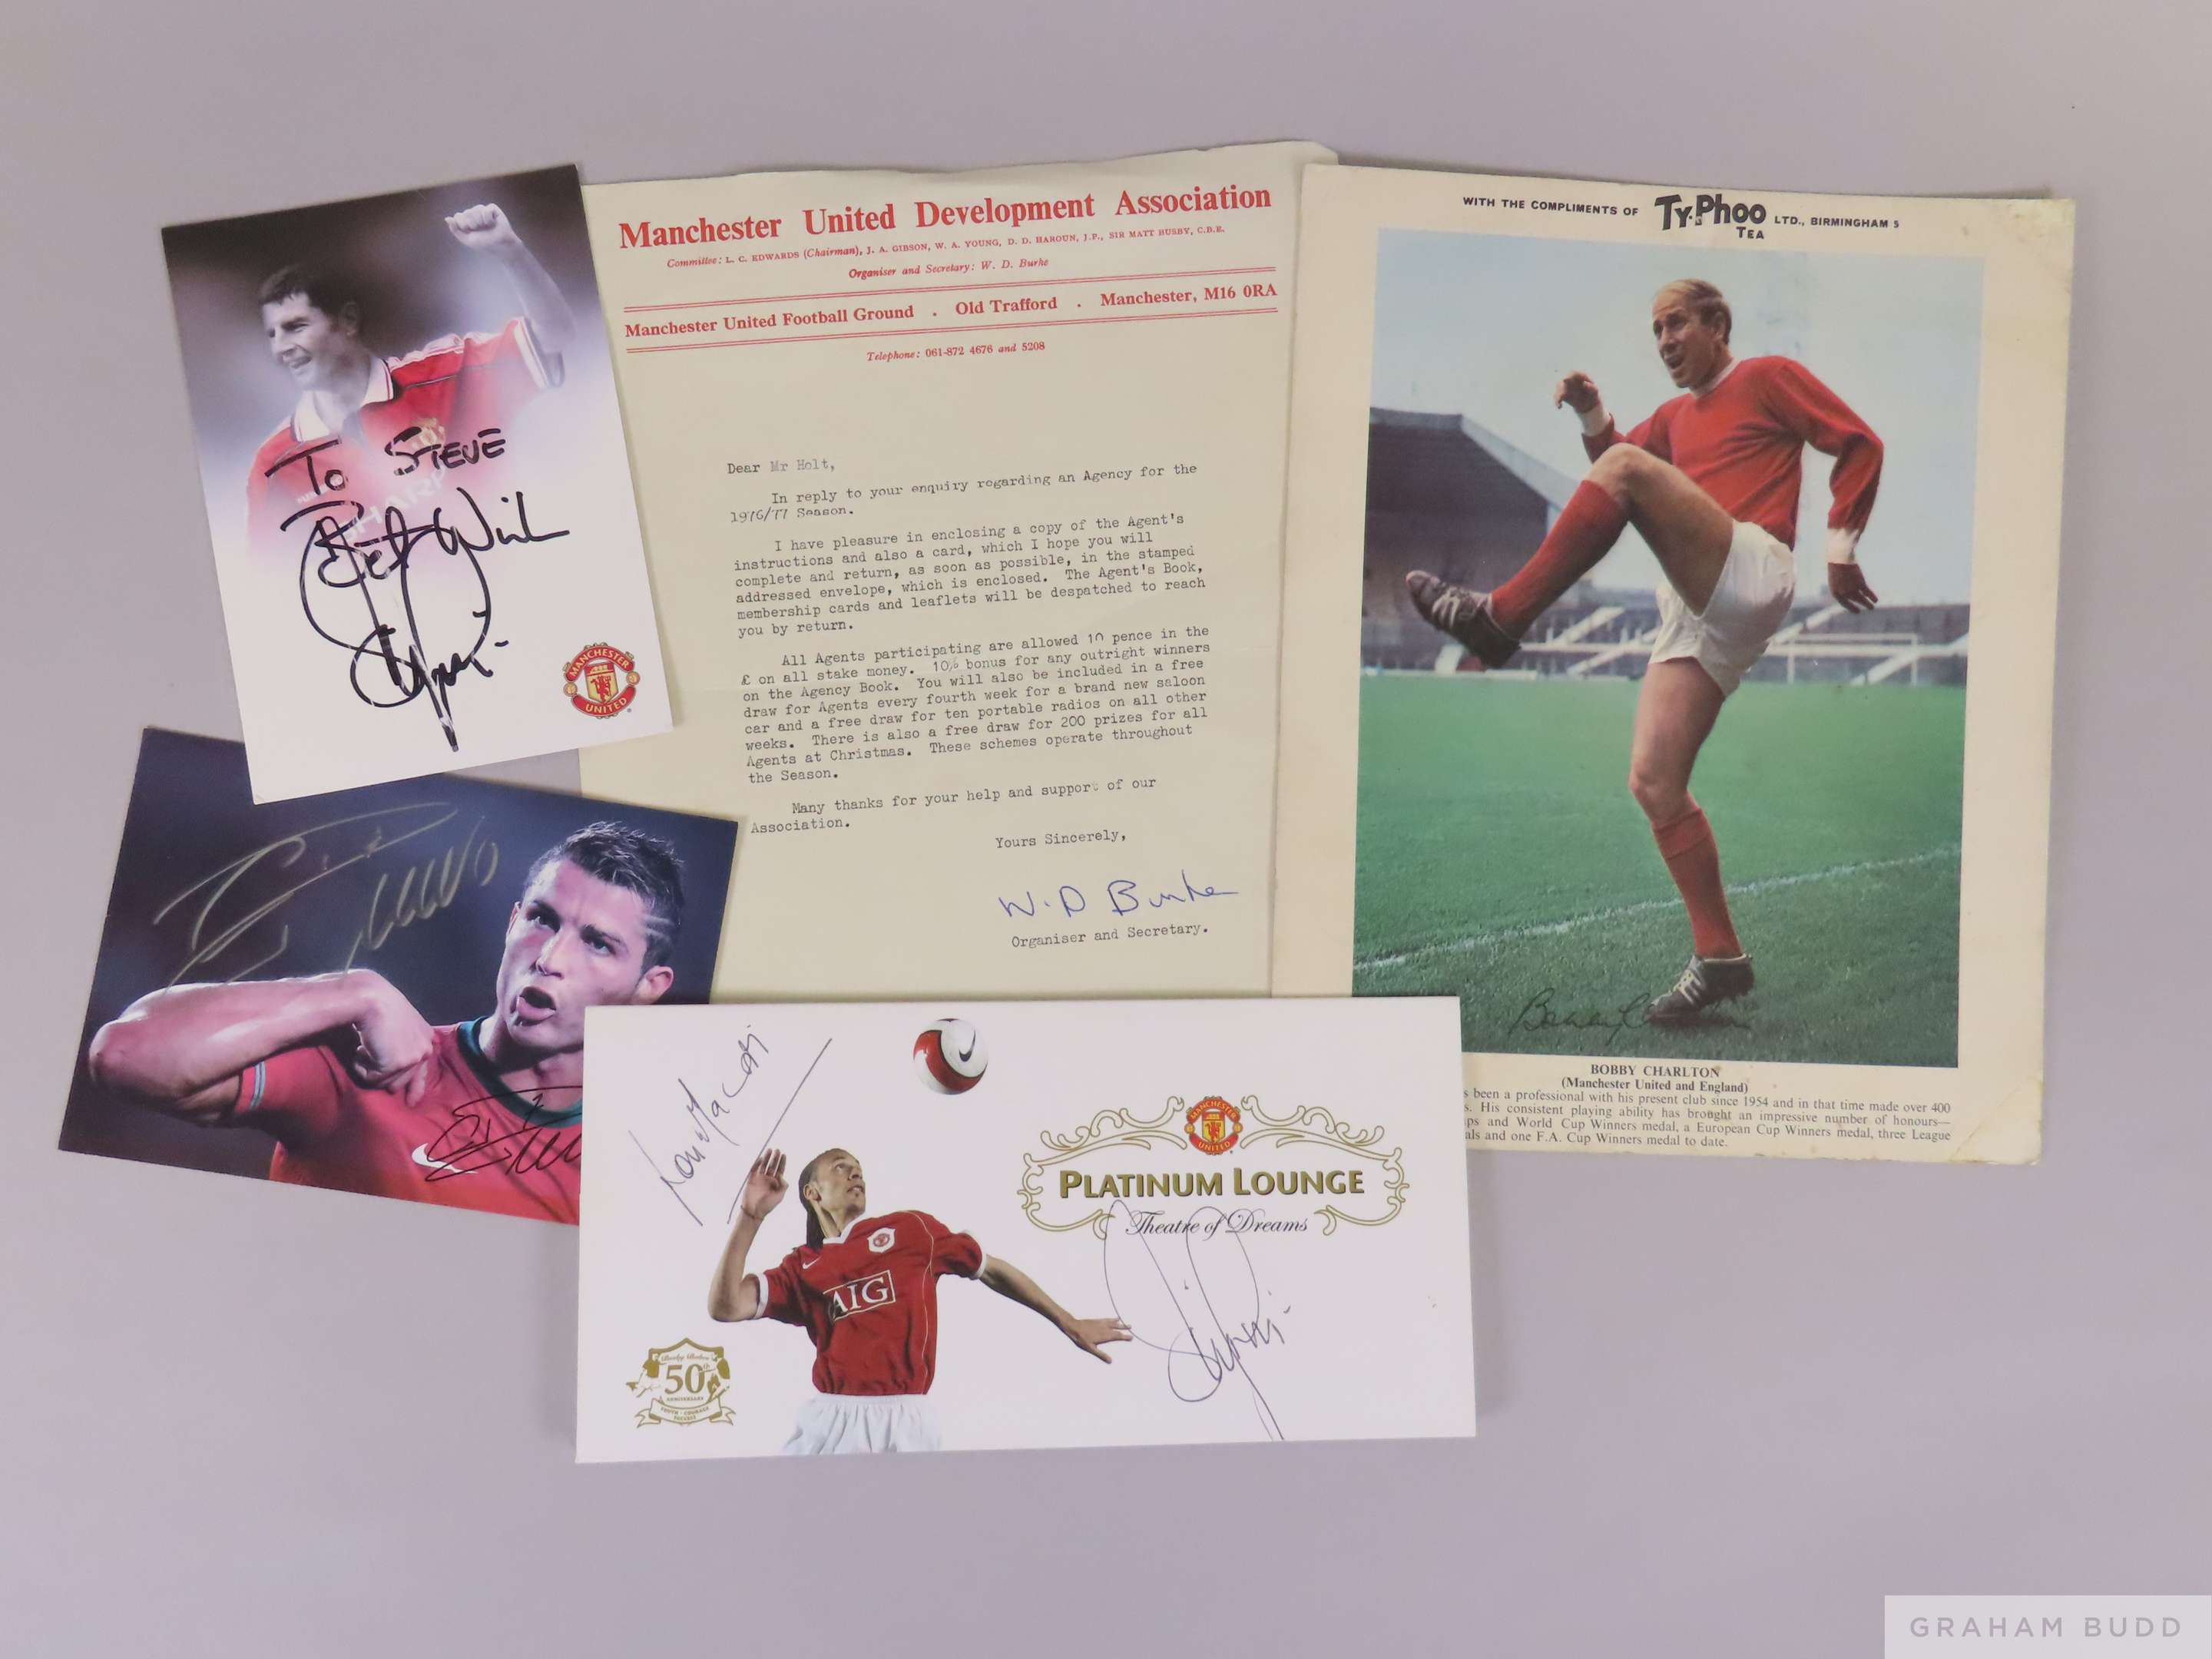 To STEVE
Best Wishes
MANCHESTER
UNITED
Manchester United Development Association
Committee: L. C. EDWARDS (Chairman), J. A. GIBSON, W. A. YOUNG, D. D. HAROUN, J.P., SIR MATT BUSBY, C.B.E.
Organiser and Secretary: W. D. Burke
Manchester United Football Ground . Old Trafford . Manchester, M16 0RA
Telephone: 061-872 4676 and 5208
Dear Mr Holt,
In reply to your enquiry regarding an Agency for the
1976/77 Season.
I have pleasure in enclosing a copy of the Agent's
instructions and also a card, which I hope you will
complete and return, as soon as possible, in the stamped
addressed envelope, which is enclosed. The Agent's Book,
membership cards and leaflets will be despatched to reach
you by return.
All Agents participating are allowed 10 pence in the
£ on all stake money. 10% bonus for any outright winners
on the Agency Book. You will also be included in a free
draw for Agents every fourth week for a brand new saloon
car and a free draw for ten portable radios on all other
weeks. There is also a free draw for 200 prizes for all
Agents at Christmas. These schemes operate throughout
the Season.
Many thanks for your help and support of our
Association.
Yours Sincerely,
W.D Burke
Organiser and Secretary.
WITH THE COMPLIMENTS OF Ty.Phoo LTD., BIRMINGHAM 5
TEA
Bobby Charlton
BOBBY CHARLTON
(Manchester United and England)
s been a professional with his present club since 1954 and in that time made over 400
s. His consistent playing ability has brought an impressive number of honours—
ps and World Cup Winners medal, a European Cup Winners medal, three League
als and one F.A. Cup Winners medal to date.
Lou Macari
MANCHESTER
UNITED
PLATINUM LOUNGE
Theatre of Dreams
AIG
50th
ANNIVERSARY
YOUTH · COURAGE
SUCCESS
GRAHAM BUDD